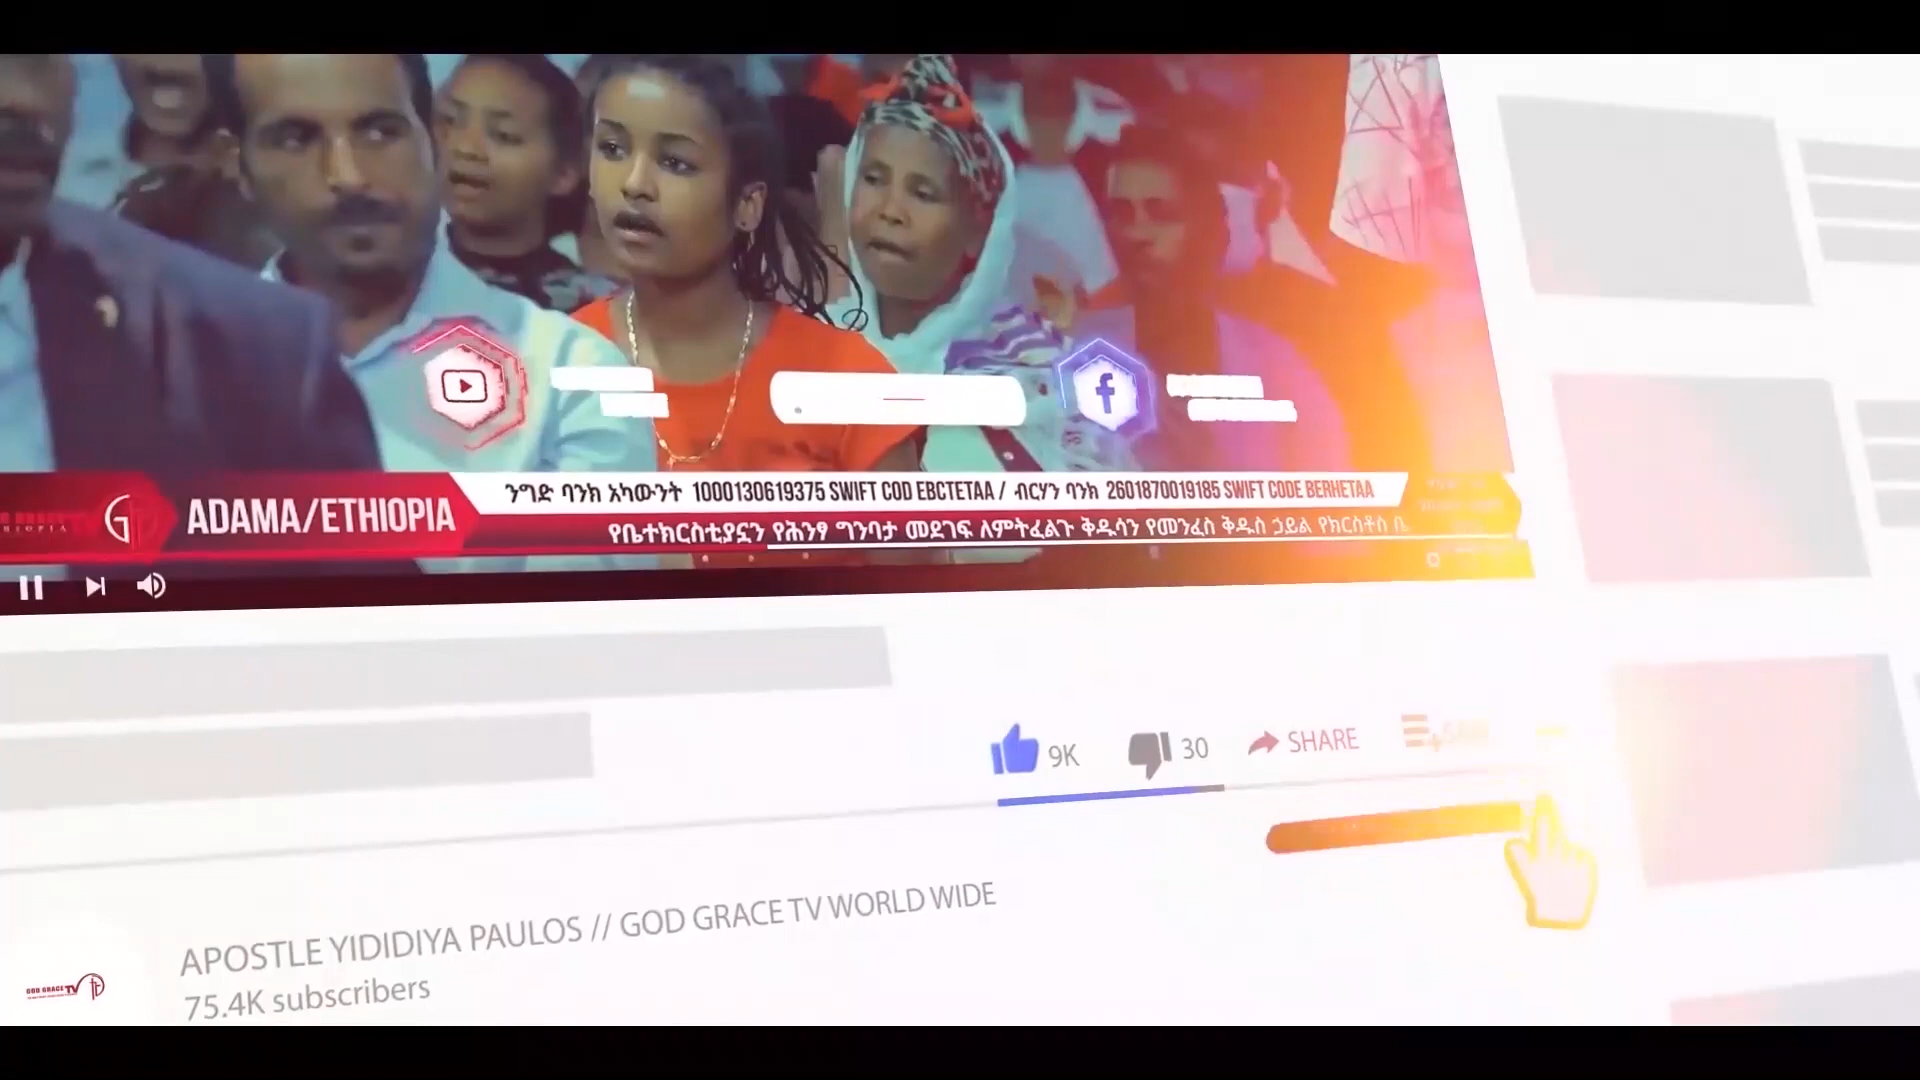 ADAMA/ETHIOPIA
ንግድ ባንክ አካውንት 1000130619375 SWIFT COD EBCTETAA / ብርሃን ባንክ 2601870019185 SWIFT CODE BERHETAA
የቤተክርስቲያኗን የሕንፃ ግንባታ መደገፍ ለምትፈልጉ ቅዱሳን የመንፈስ ቅዱስ ኃይል የክርስቶስ
9K
30
SHARE
APOSTLE YIDIDIYA PAULOS // GOD GRACE TV WORLD WIDE
75.4K subscribers
GOD GRACE TV